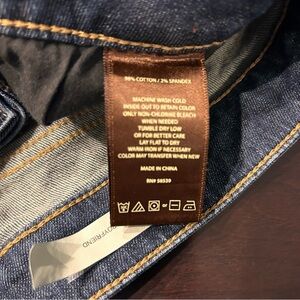 98% COTTON / 2% SPANDEX
MACHINE WASH COLD
INSIDE OUT TO RETAIN COLOR
ONLY NON-CHLORINE BLEACH
WHEN NEEDED
TUMBLE DRY LOW
OR FOR BETTER CARE
LAY FLAT TO DRY
WARM IRON IF NECESSARY
COLOR MAY TRANSFER WHEN NEW
MADE IN CHINA
RN# 58539
BOYFRIEND